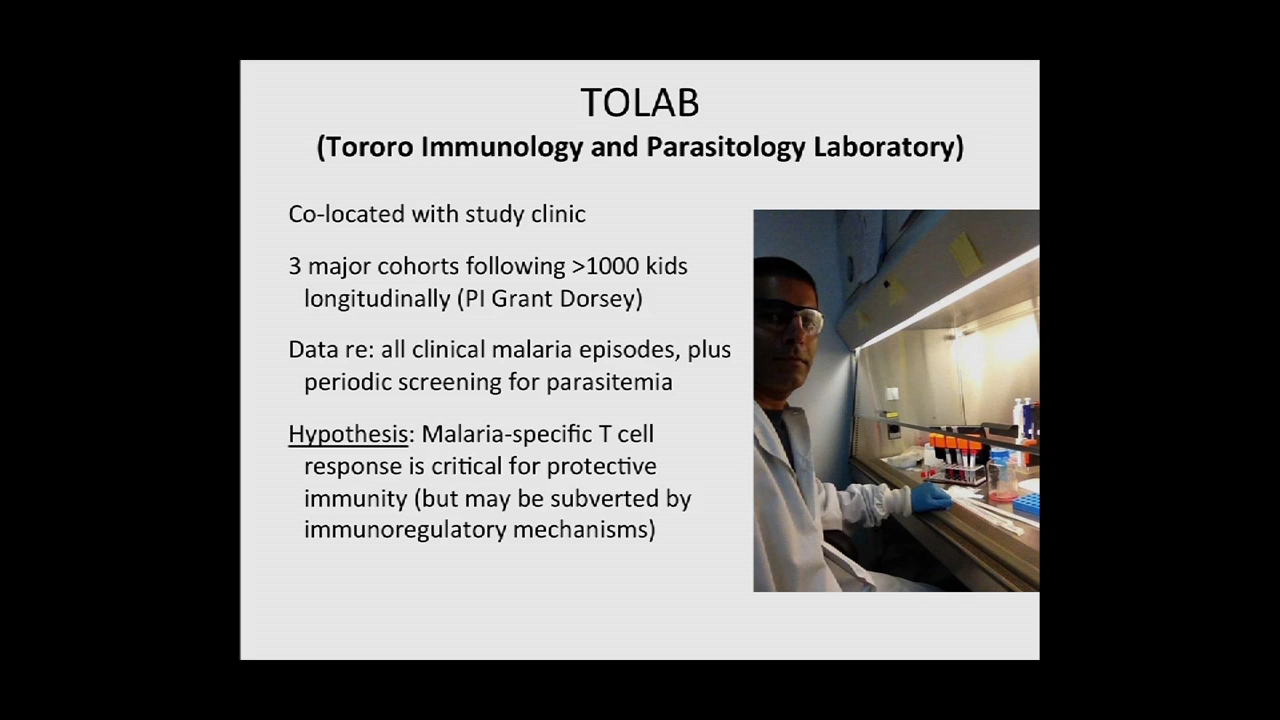 TOLAB
(Tororo Immunology and Parasitology Laboratory)
Co-located with study clinic
3 major cohorts following >1000 kids
longitudinally (PI Grant Dorsey)
Data re: all clinical malaria episodes, plus
periodic screening for parasitemia
Hypothesis: Malaria-specific T cell
response is critical for protective
immunity (but may be subverted by
immunoregulatory mechanisms)